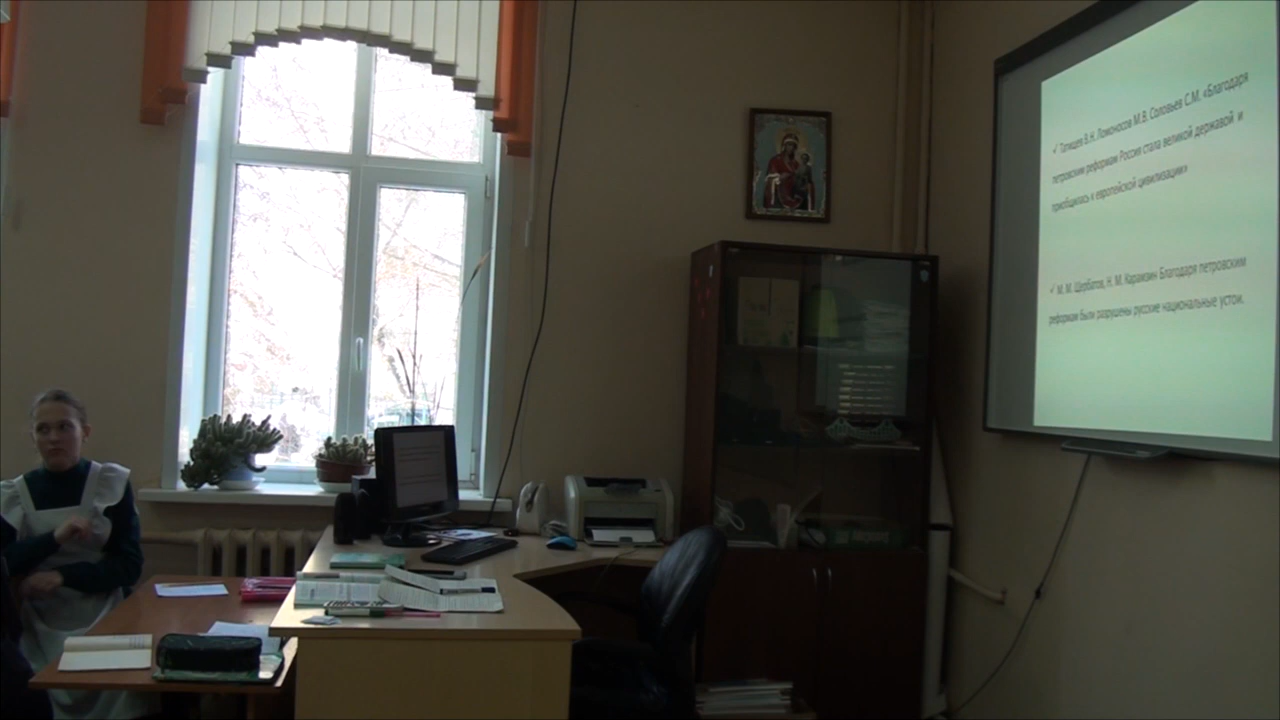 ✓ Татищев В.Н. Ломоносов М.В. Соловьев С.М. «Благодаря
петровским реформам Россия стала великой державой и
приобщилась к европейской цивилизации»
✓ М. М. Щербатов, Н. М. Карамзин Благодаря петровским
реформам были разрушены русские национальные устои.